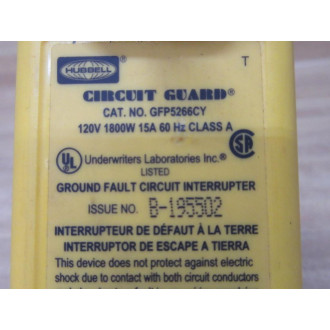 HUBBELL
T
CIRCUIT GUARD®
CAT. NO. GFP5266CY
120V 1800W 15A 60 Hz CLASS A
UL Underwriters Laboratories Inc.® SA
LISTED
GROUND FAULT CIRCUIT INTERRUPTER
ISSUE NO. B-195502
INTERRUPTEUR DE DÉFAUT À LA TERRE
INTERRUPTOR DE ESCAPE A TIERRA
This device does not protect against electric
shock due to contact with both circuit conductors